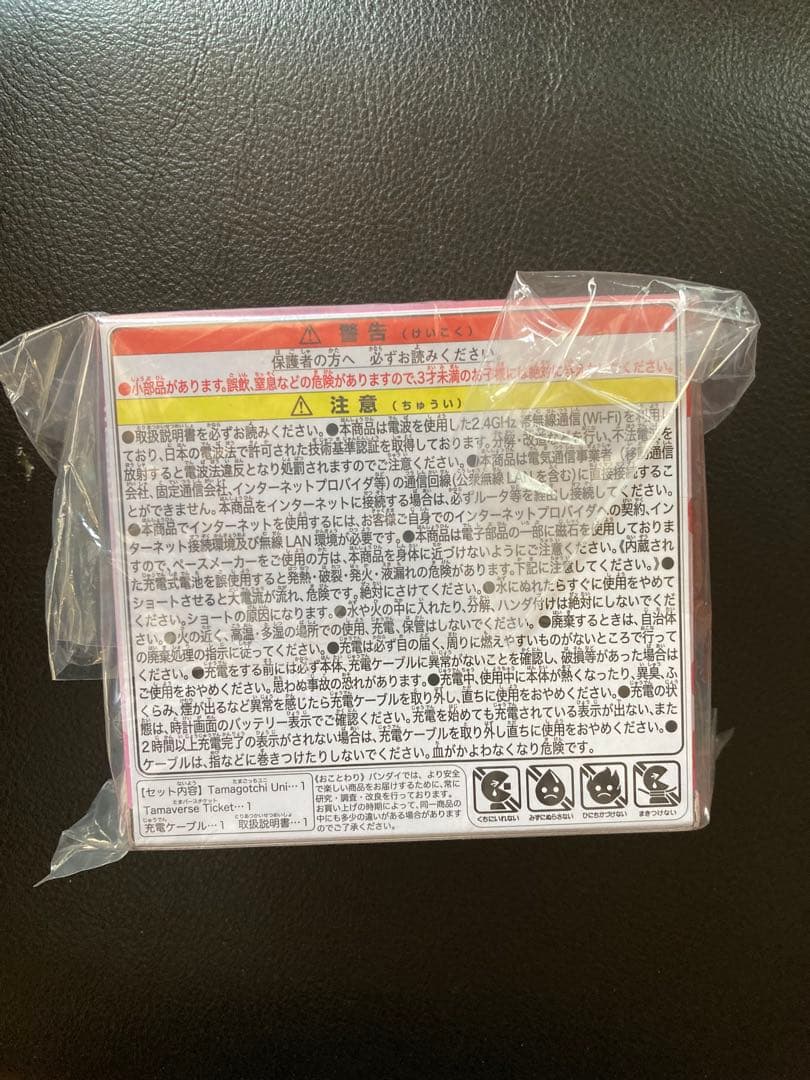 ⚠ 警告 (けいこく)
保護者の方へ 必ずお読みください
●小部品があります。誤飲、窒息などの危険がありますので、3才未満のお子様には絶対に与えないでください。
⚠ 注意 (ちゅうい)
●取扱説明書を必ずお読みください。●本商品は電波を使用した2.4GHz 帯無線通信(Wi-Fi)を利用し
ており、日本の電波法で許可された技術基準認証を取得しております。分解・改造などを行い、不法電波を
放射すると電波法違反となり処罰されますのでご注意ください。●本商品は電気通信事業者 (移動通信
会社、固定通信会社、インターネットプロバイダ等)の通信回線(公衆無線LANを含む)に直接接続するこ
とができません。本商品をインターネットに接続する場合は、必ずルータ等を経由し接続してください。
●本商品でインターネットを使用するには、お客様ご自身でのインターネットプロバイダへの契約、イン
ターネット接続環境及び無線LAN環境が必要です。●本商品は電子部品の一部に磁石を使用しておりま
すので、ペースメーカーをご使用の方は、本商品を身体に近づけないようにご注意ください。《内蔵され
た充電式電池を誤使用すると発熱・破裂・発火・液漏れの危険があります。下記に注意してください。》●
ショートさせると大電流が流れ、危険です。絶対にさけてください。●水にぬれたらすぐに使用をやめて
ください。ショートの原因になります。●水や火の中に入れたり、分解、ハンダ付けは絶対にしないでくだ
さい。●火の近く、高温・多湿の場所での使用、充電、保管はしないでください。●廃棄するときは、自治体
の廃棄処理の指示に従ってください。●充電は必ず目の届く、周りに燃えやすいものがないところで行って
ください。●充電をする前には必ず本体、充電ケーブルに異常がないことを確認し、破損等があった場合は
ご使用をおやめください。思わぬ事故の恐れがあります。●充電中、使用中に本体が熱くなったり、異臭、ふ
くらみ、煙が出るなど異常を感じたら充電ケーブルを取り外し、直ちに使用をおやめください。●充電の状
態は、時計画面のバッテリー表示でご確認ください。充電を始めても充電されている表示が出ない、また
2時間以上充電完了の表示がされない場合は、充電ケーブルを取り外し直ちに使用をおやめください。●
ケーブルは、指などに巻きつけたりしないでください。血がかよわなくなり危険です。
【セット内容】 Tamagotchi Uni…1
Tamaverse Ticket…1
充電ケーブル…1 取扱説明書…1
《おことわり》バンダイでは、より安全
で楽しい商品をお届けするために、常に
研究・調査・改良を行っております。
お買い上げの時期によって、同一商品の
中にも多少の違いがある場合があります
のでご了承ください。
くちにいれない みずにぬらさない ひにちかづけない まきつけない